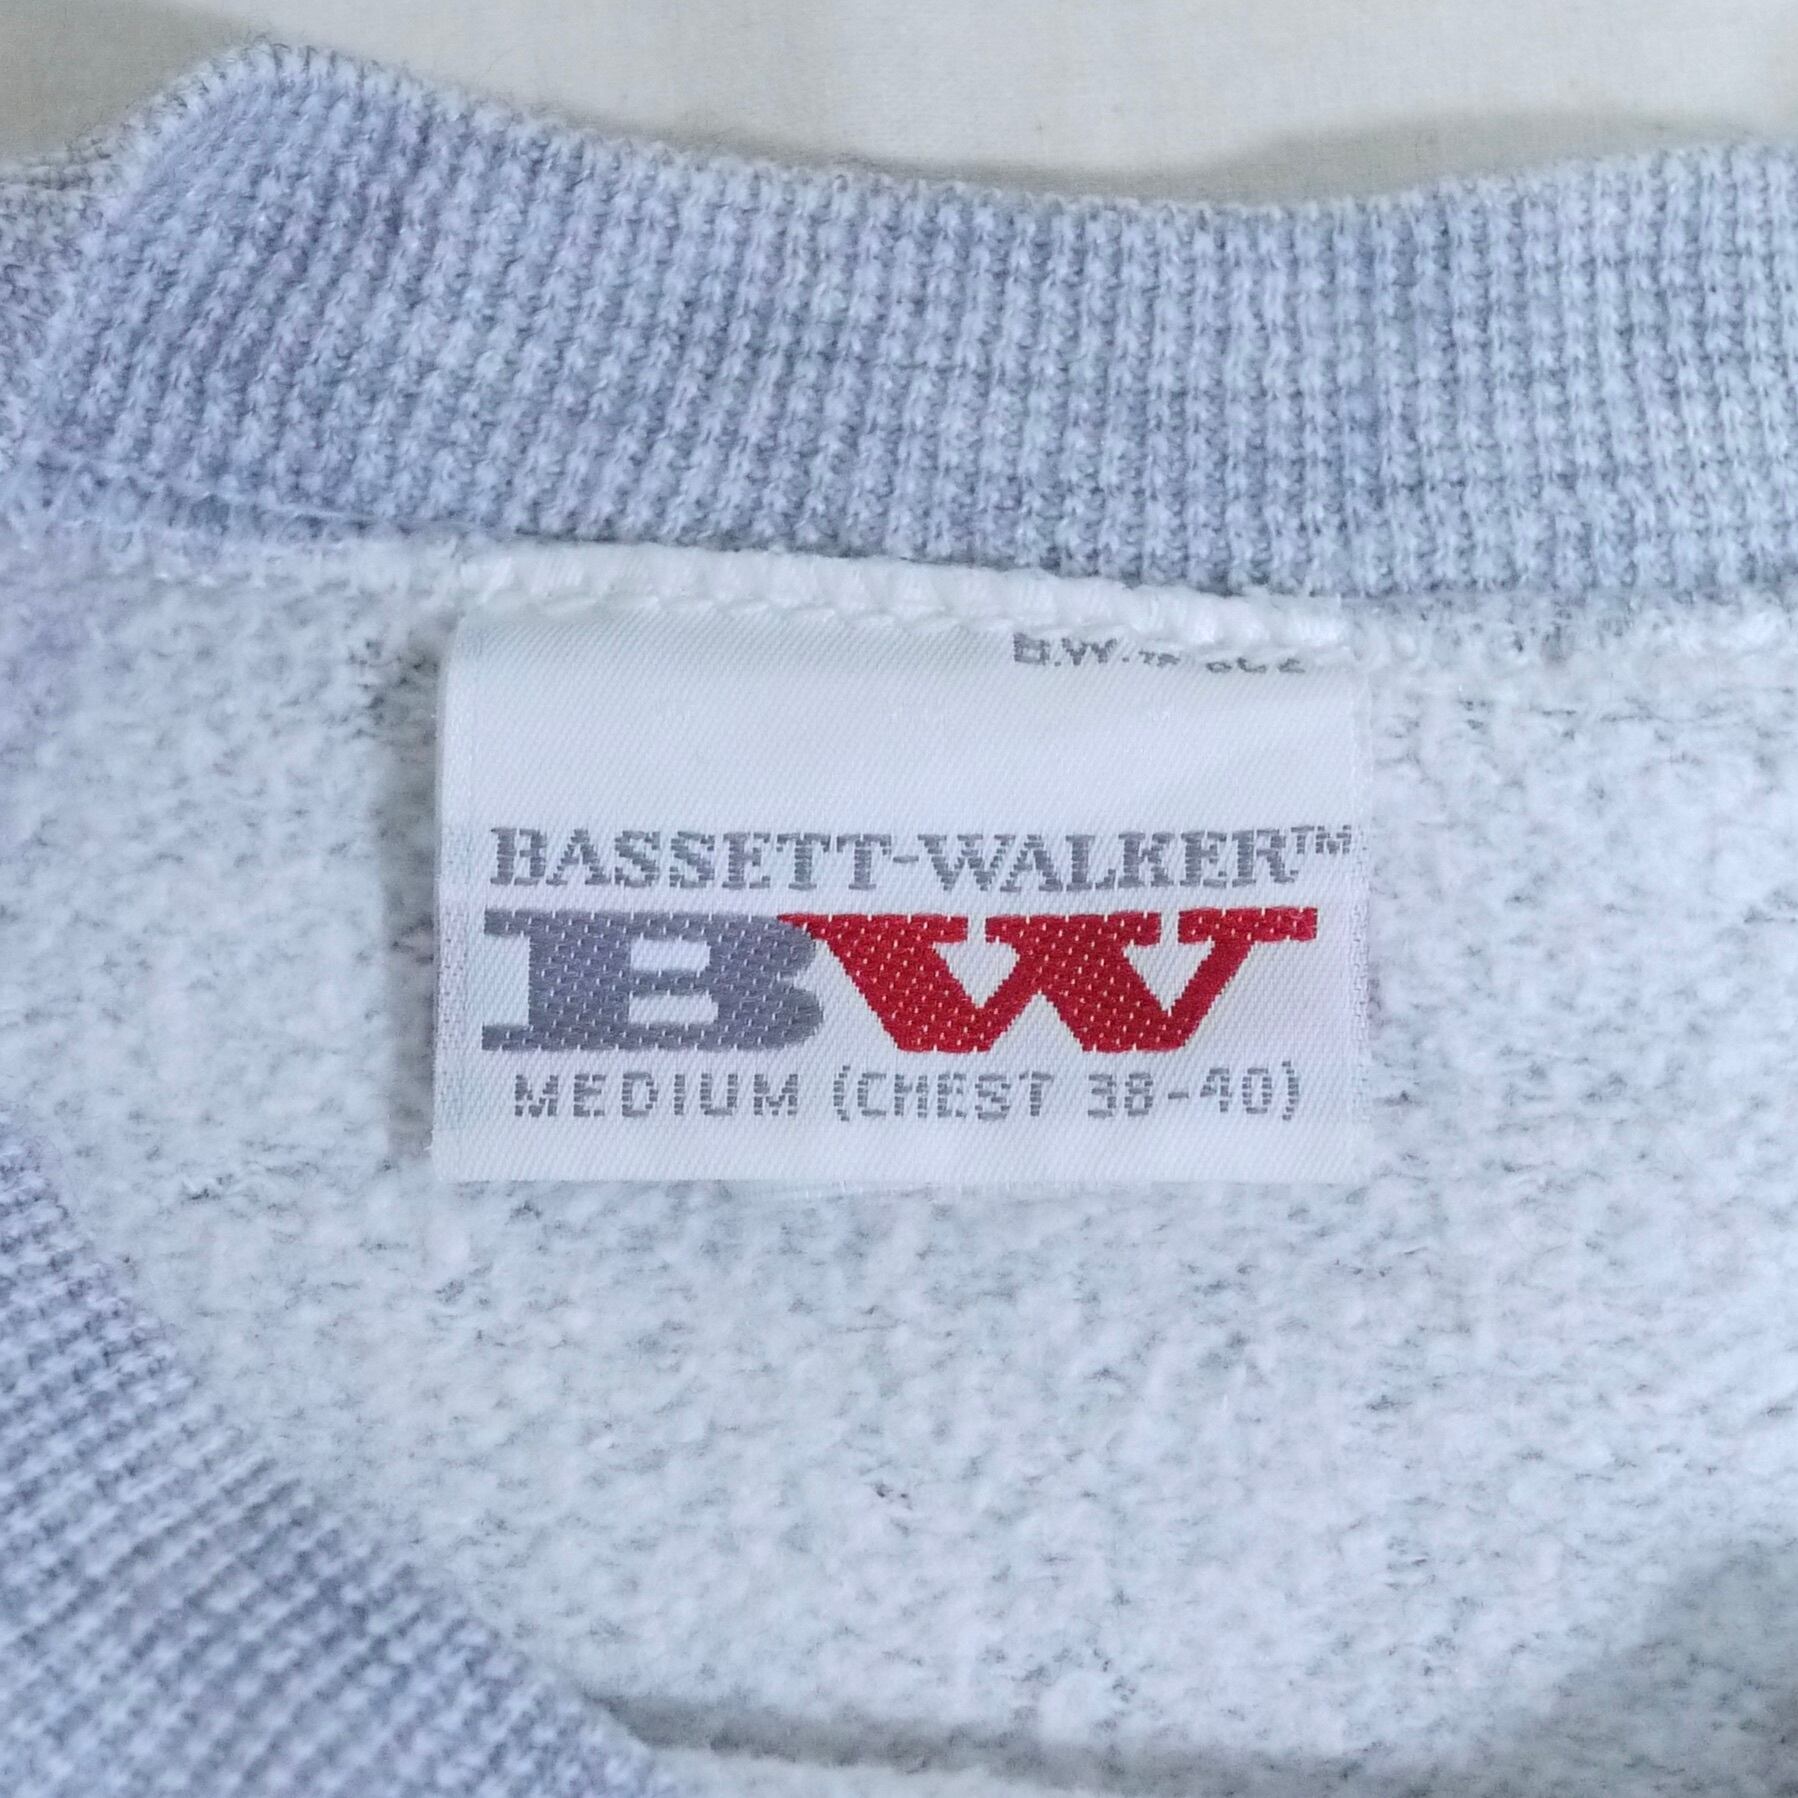 BASSETT-WALKER™
BW
MEDIUM (CHEST 38-40)